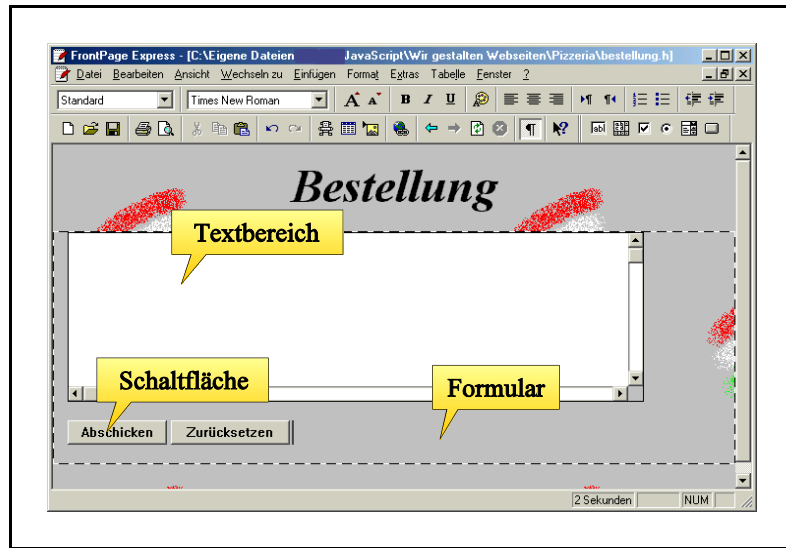 FrontPage Express - [C:\Eigene Dateien JavaScript\Wir gestalten Webseiten\Pizzeria\bestellung.h]
Datei Bearbeiten Ansicht Wechseln zu Einfügen Format Extras Tabelle Fenster ?
Standard Times New Roman A A B I U
abl
Bestellung
Textbereich
Schaltfläche
Formular
Abschicken Zurücksetzen
2 Sekunden NUM